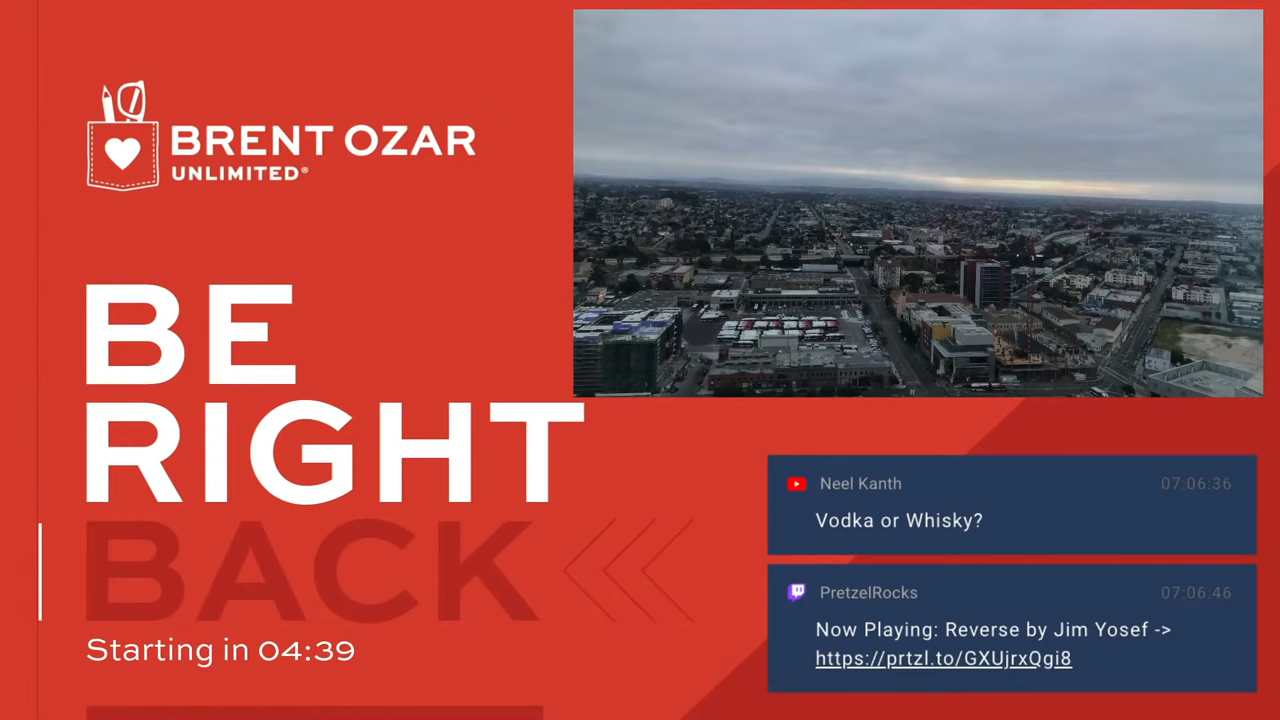 BRENT OZAR
UNLIMITED®
BE
RIGHT
BACK
Starting in 04:39
Neel Kanth 07:06:36
Vodka or Whisky?
PretzelRocks 07:06:46
Now Playing: Reverse by Jim Yosef ->
https://prtzl.to/GXUjrxQgi8